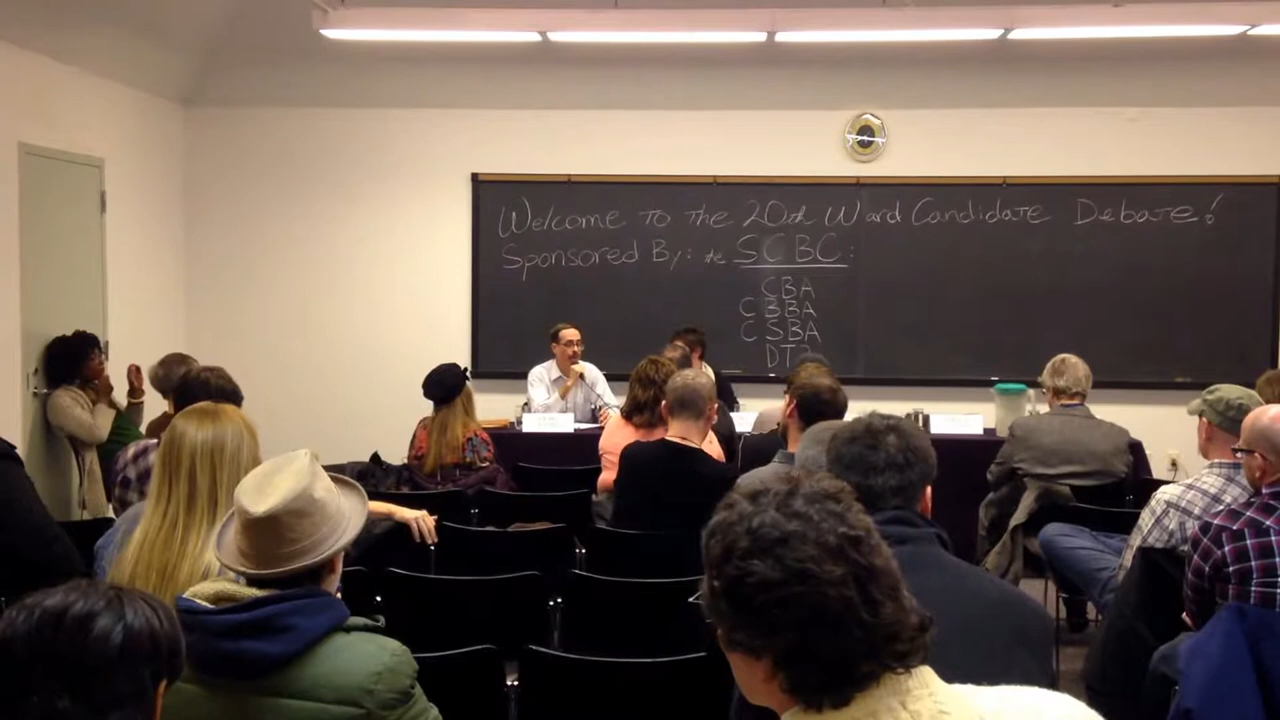 Welcome To The 20th Ward Candidate Debate!
Sponsored By: the SCBC:
CBA
CBBA
CSBA